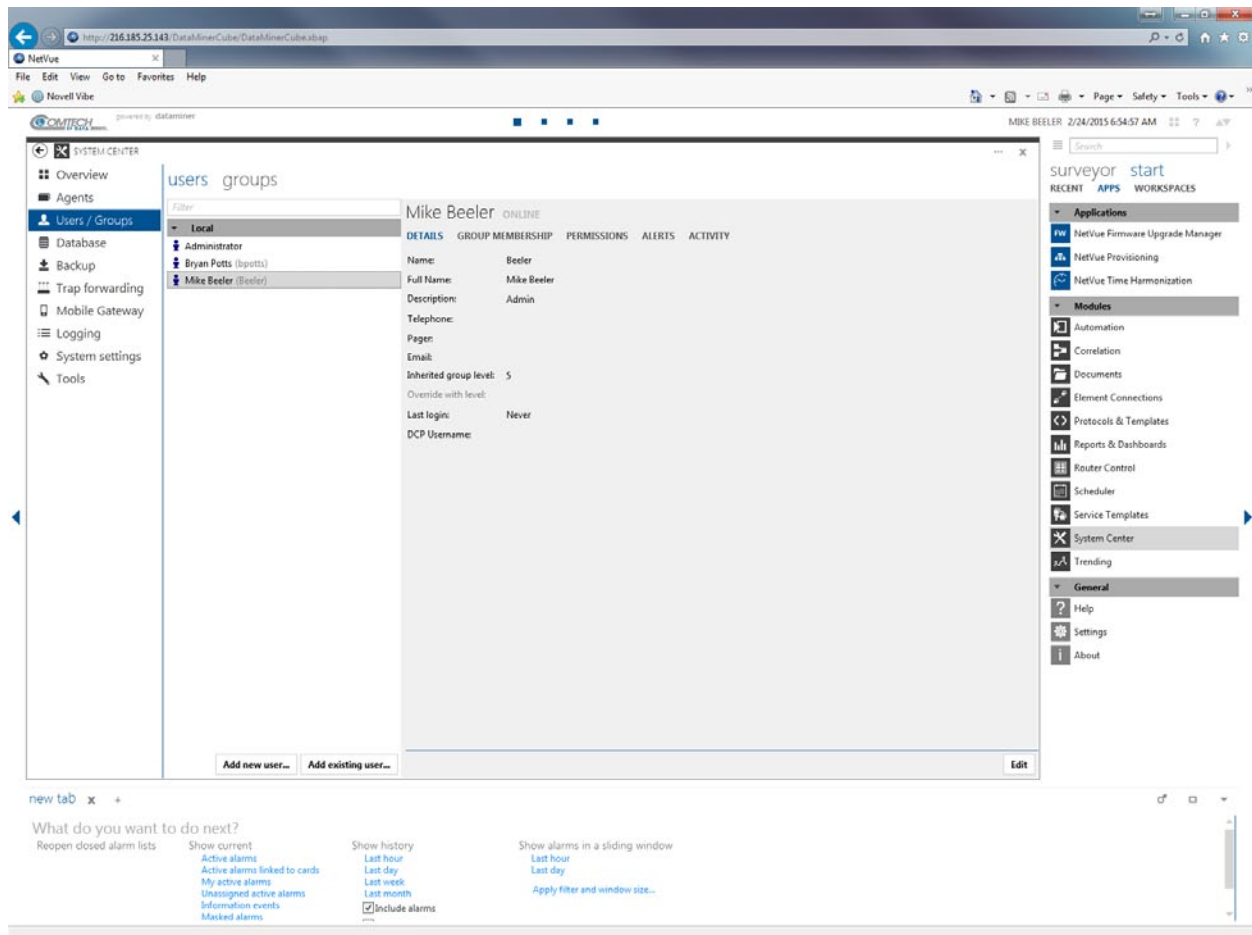 http://216.185.25.143/DataMinerCube/DataMinerCube.xbap
NetVue
File Edit View Go to Favorites Help
Novell Vibe
Page Safety Tools
COMTECH
EF DATA
powered by dataminer
MIKE BEELER 2/24/2015 6:54:57 AM
SYSTEM CENTER
Overview
Agents
Users / Groups
Database
Backup
Trap forwarding
Mobile Gateway
Logging
System settings
Tools
users groups
Filter
Local
Administrator
Bryan Potts (bpotts)
Mike Beeler (Beeler)
Add new user...
Add existing user...
Mike Beeler ONLINE
DETAILS GROUP MEMBERSHIP PERMISSIONS ALERTS ACTIVITY
Name: Beeler
Full Name: Mike Beeler
Description: Admin
Telephone:
Pager:
Email:
Inherited group level: 5
Override with level:
Last login: Never
DCP Username:
Edit
Search
surveyor start
RECENT APPS WORKSPACES
Applications
FW NetVue Firmware Upgrade Manager
NetVue Provisioning
NetVue Time Harmonization
Modules
Automation
Correlation
Documents
Element Connections
Protocols & Templates
Reports & Dashboards
Router Control
Scheduler
Service Templates
System Center
Trending
General
Help
Settings
About
new tab x +
What do you want to do next?
Reopen closed alarm lists
Show current
Active alarms
Active alarms linked to cards
My active alarms
Unassigned active alarms
Information events
Masked alarms
Show history
Last hour
Last day
Last week
Last month
Include alarms
Show alarms in a sliding window
Last hour
Last day
Apply filter and window size...